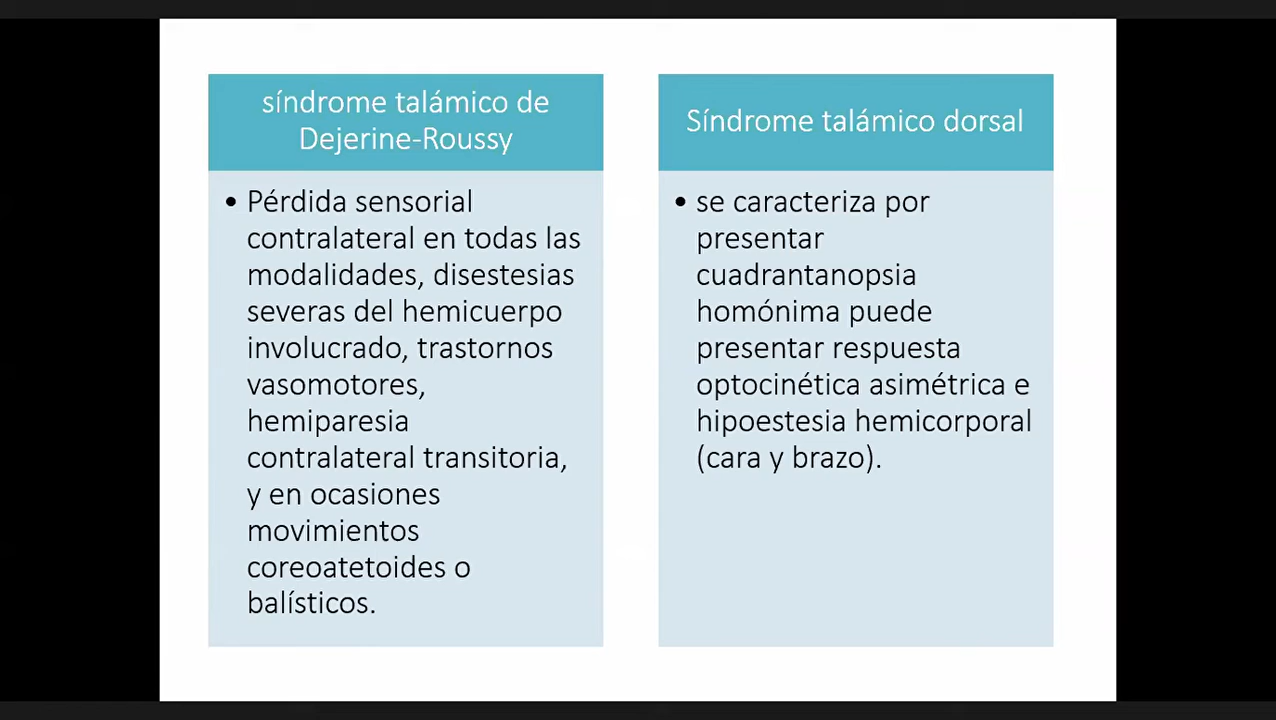 síndrome talámico de
Dejerine-Roussy
• Pérdida sensorial
contralateral en todas las
modalidades, disestesias
severas del hemicuerpo
involucrado, trastornos
vasomotores,
hemiparesia
contralateral transitoria,
y en ocasiones
movimientos
coreoatetoides o
balísticos.
Síndrome talámico dorsal
• se caracteriza por
presentar
cuadrantanopsia
homónima puede
presentar respuesta
optocinética asimétrica e
hipoestesia hemicorporal
(cara y brazo).